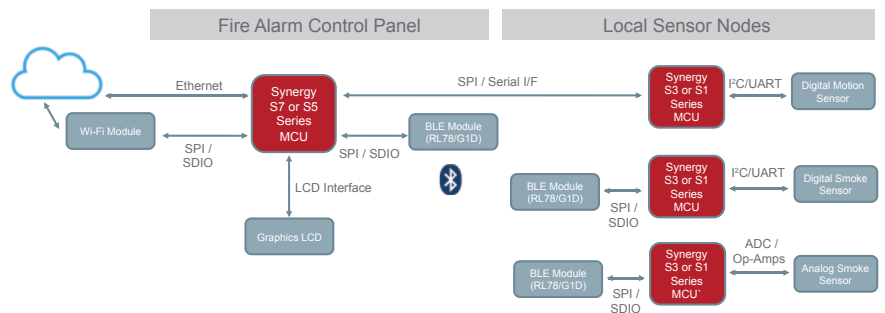 Fire Alarm Control Panel
Local Sensor Nodes
Ethernet
Wi-Fi Module
SPI /
SDIO
Synergy
S7 or S5
Series
MCU
SPI / SDIO
BLE Module
(RL78/G1D)
LCD Interface
Graphics LCD
SPI / Serial I/F
Synergy
S3 or S1
Series
MCU
I²C/UART
Digital Motion
Sensor
BLE Module
(RL78/G1D)
SPI /
SDIO
Synergy
S3 or S1
Series
MCU
I²C/UART
Digital Smoke
Sensor
BLE Module
(RL78/G1D)
SPI /
SDIO
Synergy
S3 or S1
Series
MCU`
ADC /
Op-Amps
Analog Smoke
Sensor